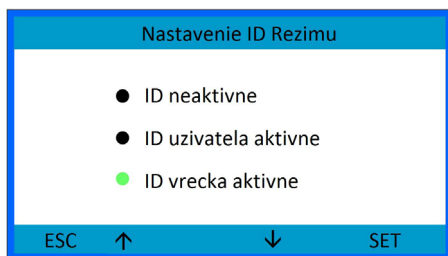 Nastavenie ID Rezimu
ID neaktivne
ID uzivatela aktivne
ID vrecka aktivne
ESC ↑ ↓ SET